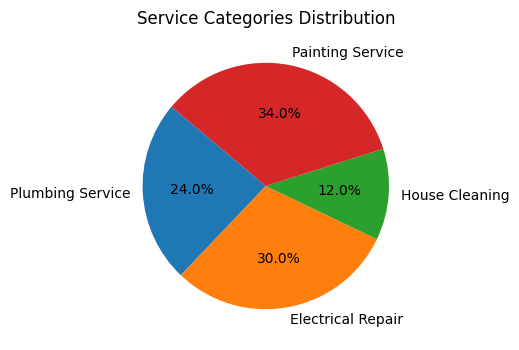 Service Categories Distribution
Painting Service
34.0%
Plumbing Service
24.0%
12.0%
House Cleaning
30.0%
Electrical Repair